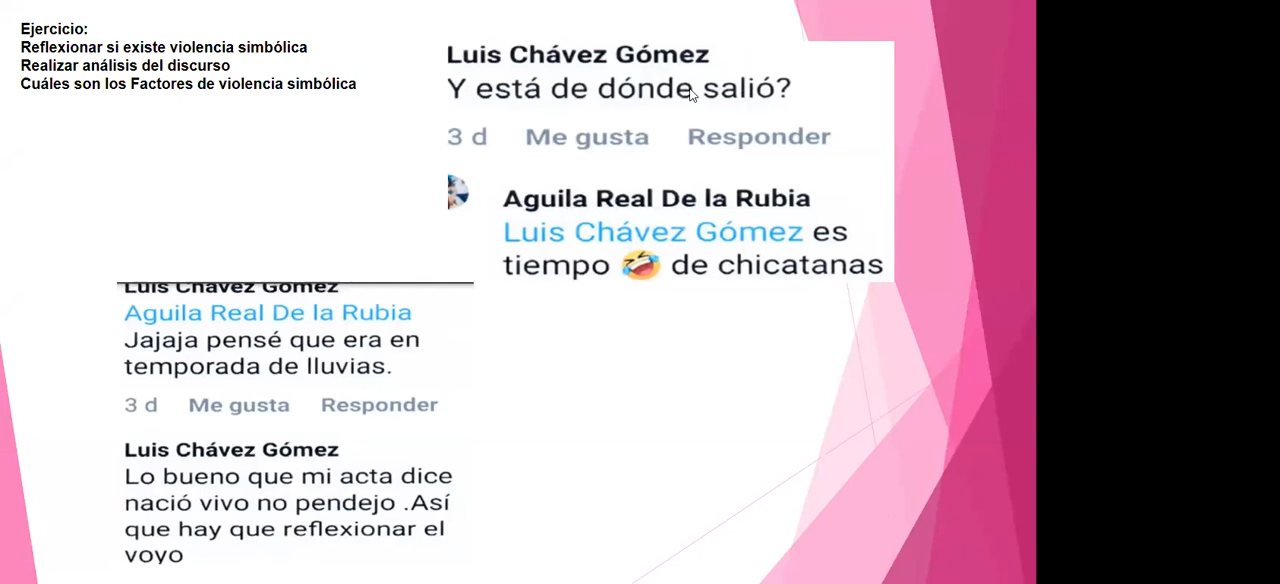 Ejercicio:
Reflexionar si existe violencia simbólica
Realizar análisis del discurso
Cuáles son los Factores de violencia simbólica
Luis Chávez Gómez
Y está de dónde salió?
3 d Me gusta Responder
Aguila Real De la Rubia
Luis Chávez Gómez es
tiempo 🤣 de chicatanas
Luis Chávez Gómez
Aguila Real De la Rubia
Jajaja pensé que era en
temporada de lluvias.
3 d Me gusta Responder
Luis Chávez Gómez
Lo bueno que mi acta dice
nació vivo no pendejo .Así
que hay que reflexionar el
voyo